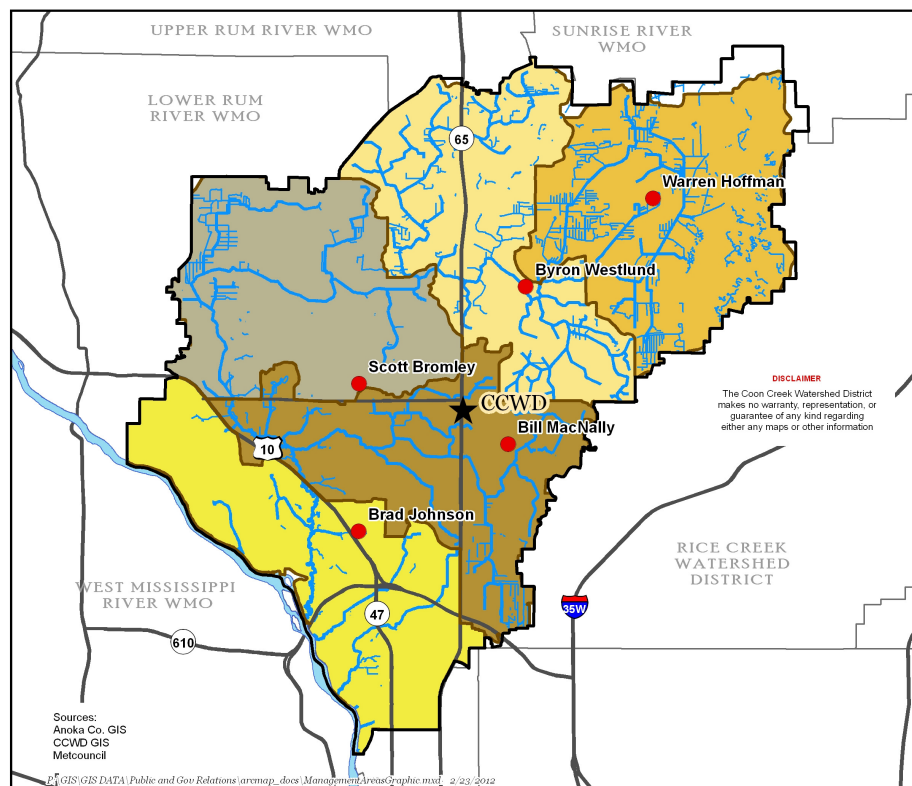 UPPER RUM RIVER WMO
SUNRISE RIVER
WMO
LOWER RUM
RIVER WMO
65
Warren Hoffman
Byron Westlund
Scott Bromley
DISCLAIMER
The Coon Creek Watershed District
makes no warranty, representation, or
guarantee of any kind regarding
either any maps or other information
CCWD
Bill MacNally
10
Brad Johnson
RICE CREEK
WATERSHED
DISTRICT
WEST MISSISSIPPI
RIVER WMO
35W
47
610
Sources:
Anoka Co. GIS
CCWD GIS
Metcouncil
P:\GIS\GIS DATA\Public and Gov Relations\arcmap_docs\ManagementAreasGraphic.mxd 2/23/2012